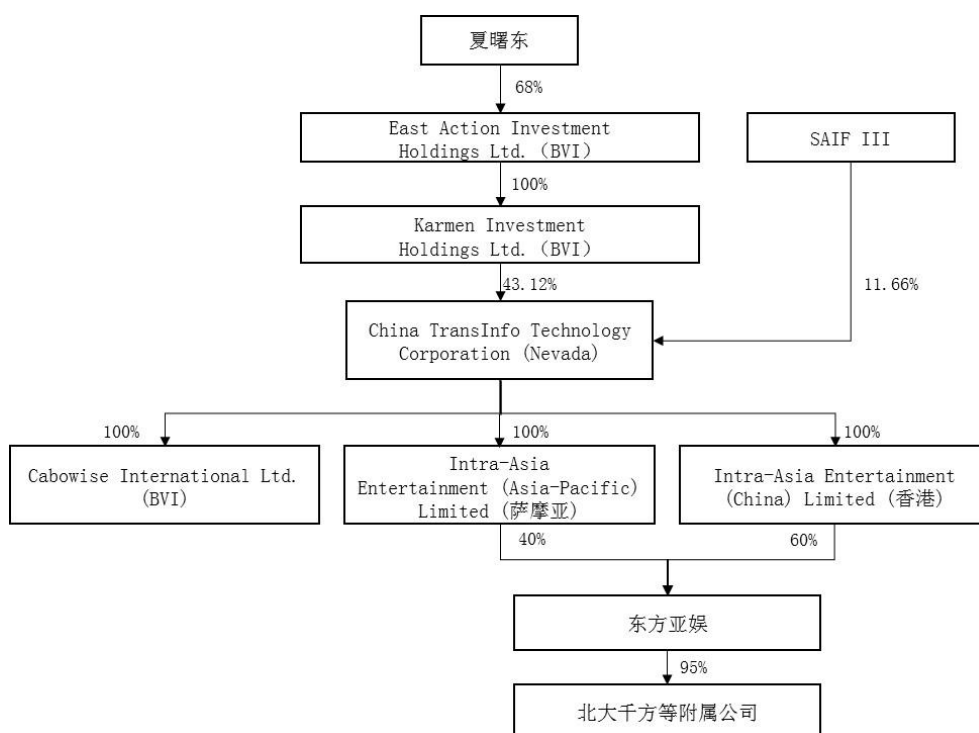 夏曙东
68%
East Action Investment
Holdings Ltd.（BVI）
SAIF III
100%
Karmen Investment
Holdings Ltd.（BVI）
43.12%
11.66%
China TransInfo Technology
Corporation (Nevada)
100%
100%
100%
Cabowise International Ltd.
(BVI)
Intra-Asia
Entertainment (Asia-Pacific)
Limited (萨摩亚)
Intra-Asia Entertainment
(China) Limited (香港)
40%
60%
东方亚娱
95%
北大千方等附属公司